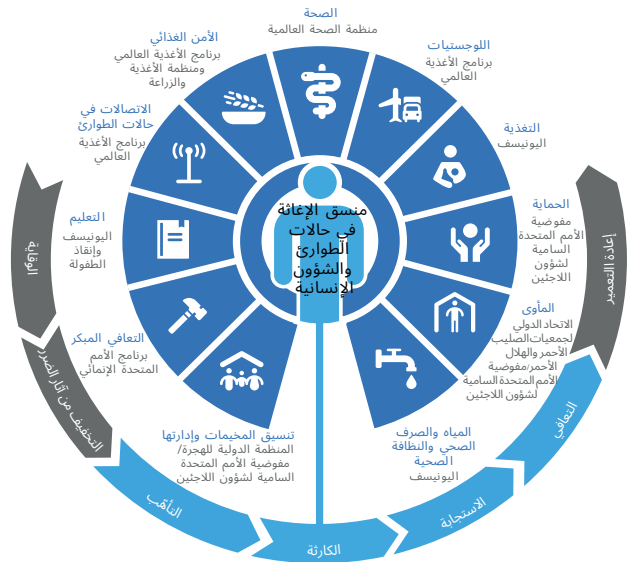 الصحة
منظمة الصحة العالمية
اللوجستيات
برنامج الأغذية
العالمي
التغذية
اليونيسف
الحماية
مفوضية
الأمم المتحدة
السامية
لشؤون
اللاجئين
المأوى
الاتحاد الدولي
لجمعيات الصليب
الأحمر والهلال
الأحمر/مفوضية
الأمم المتحدة السامية
لشؤون اللاجئين
المياه والصرف
الصحي والنظافة
الصحية
اليونيسف
تنسيق المخيمات وإدارتها
المنظمة الدولية للهجرة/
مفوضية الأمم المتحدة
السامية لشؤون اللاجئين
التعافي المبكر
برنامج الأمم
المتحدة الإنمائي
التعليم
اليونيسف
وإنقاذ
الطفولة
الاتصالات في
حالات الطوارئ
برنامج الأغذية
العالمي
الأمن الغذائي
برنامج الأغذية العالمي
ومنظمة الأغذية
والزراعة
منسق الإغاثة
في حالات
الطوارئ
والشؤون
الإنسانية
الوقاية
التخفيف من آثار الضرر
التأهّب
الكارثة
الاستجابة
التعافي
إعادة االتعمير